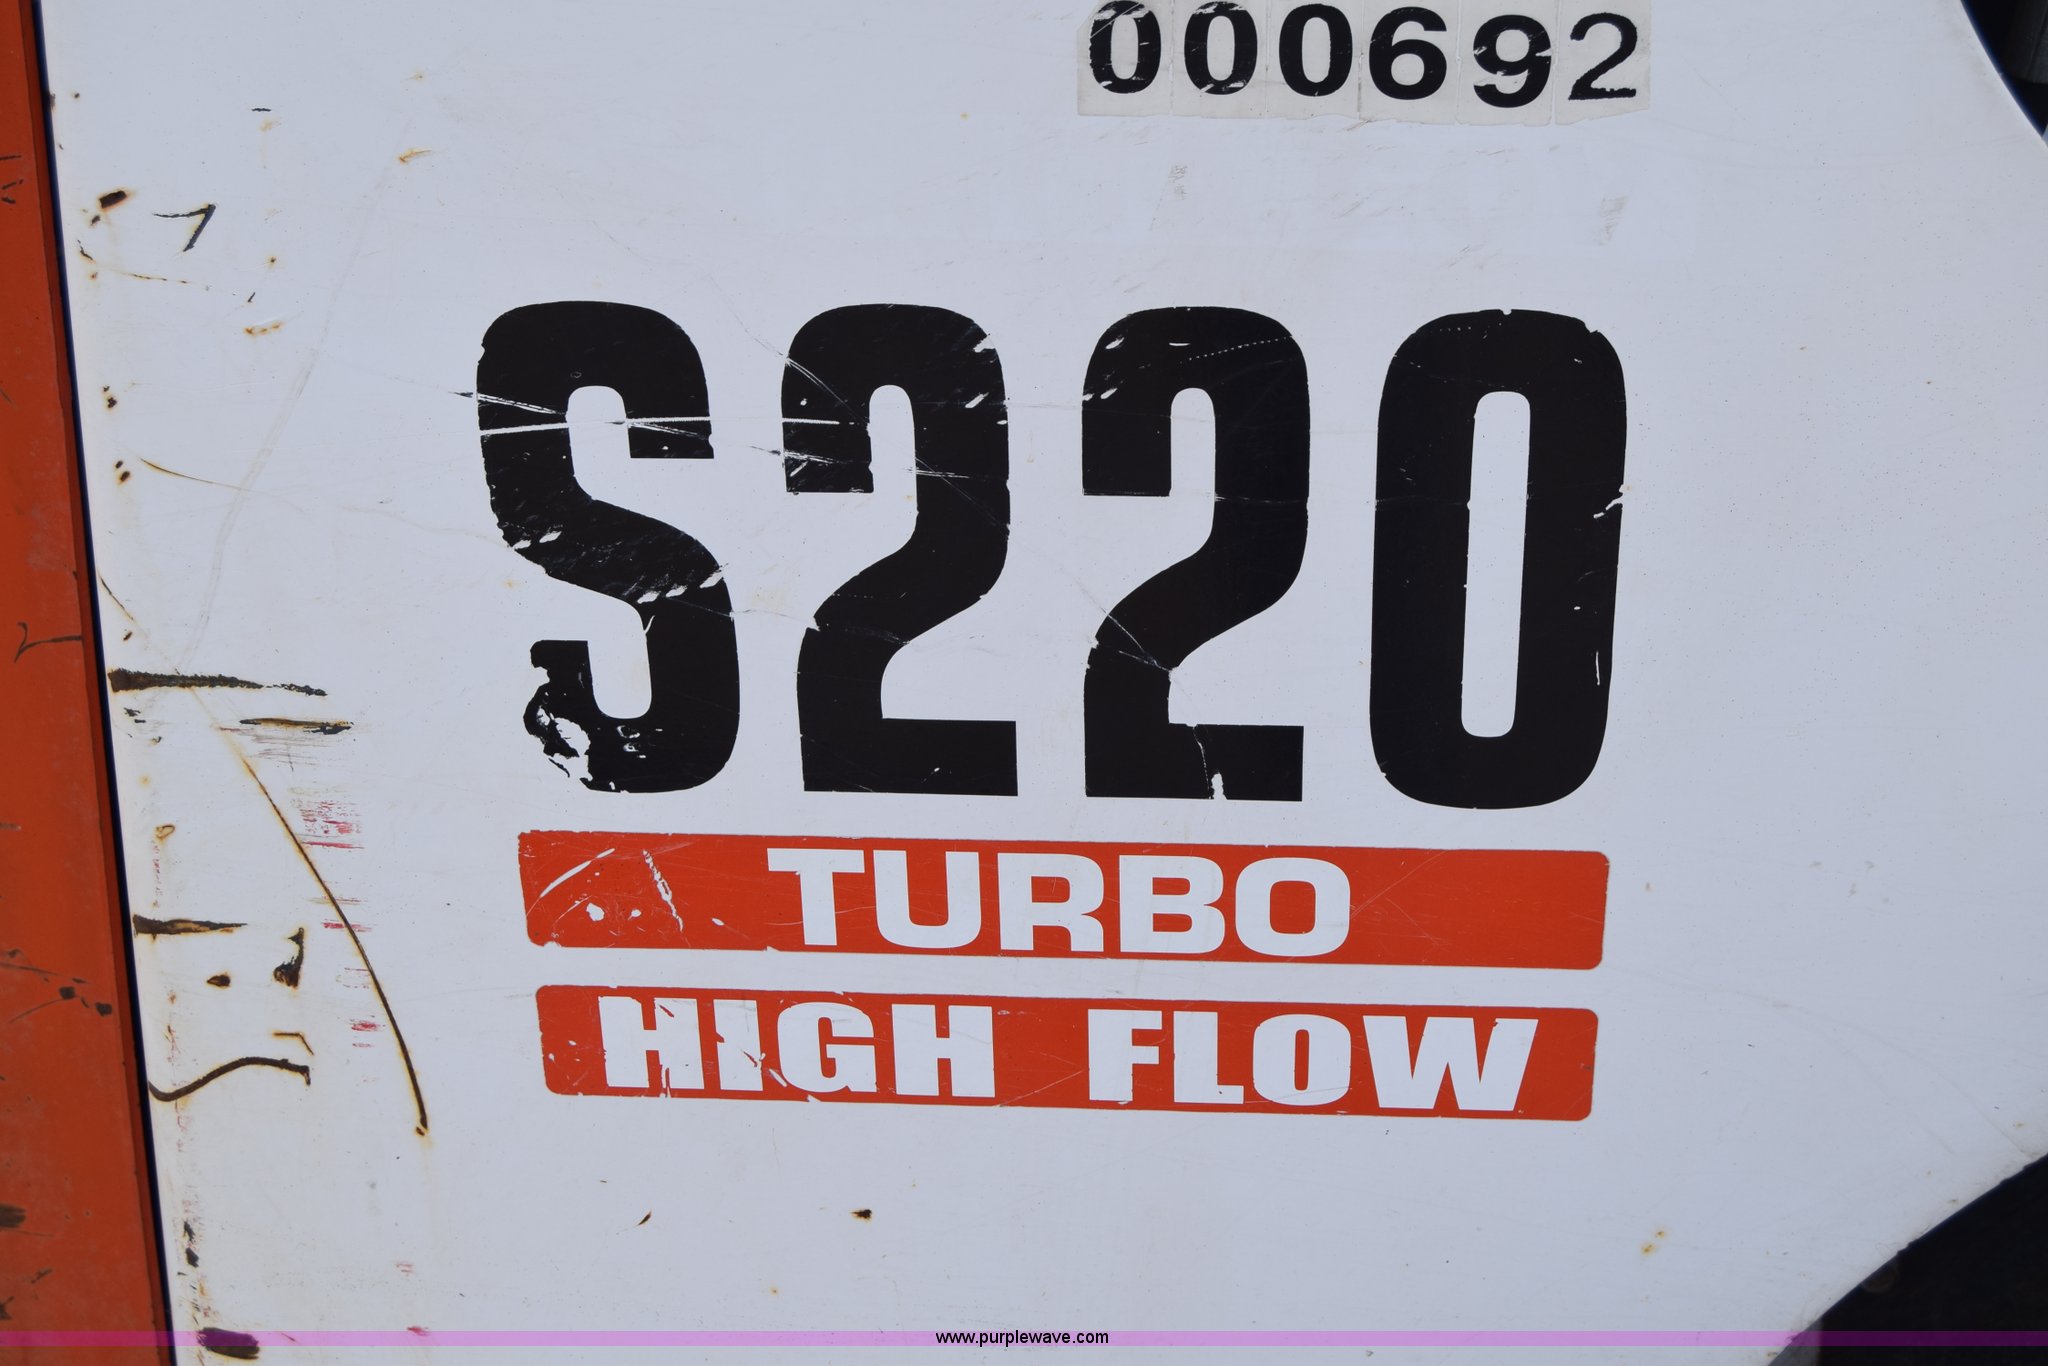 000692
S220
TURBO
HIGH FLOW
www.purplewave.com